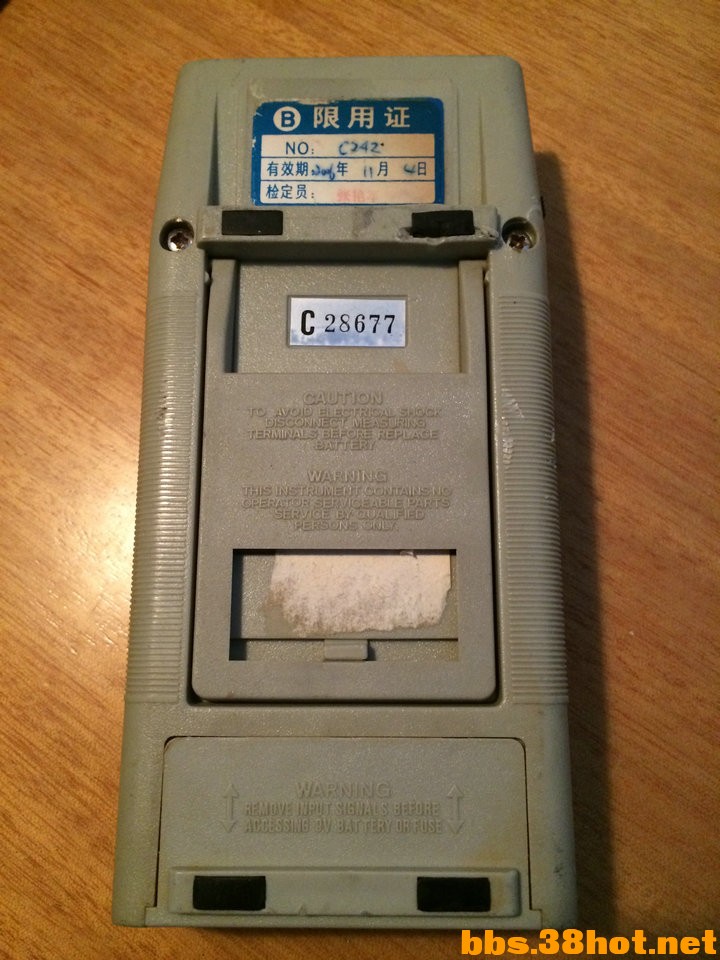 B 限用证
NO: C242
有效期 年 11月 日
检定员:
C 28677
CAUTION
TO AVOID ELECTRICAL SHOCK
DISCONNECT MEASURING
TERMINALS BEFORE REPLACE
BATTERY
WARNING
THIS INSTRUMENT CONTAINS NO
OPERATOR SERVICEABLE PARTS
SERVICE BY QUALIFIED
PERSONS ONLY.
WARNING
REMOVE INPUT SIGNALS BEFORE
ACCESSING 9V BATTERY OR FUSE
bbs.38hot.net